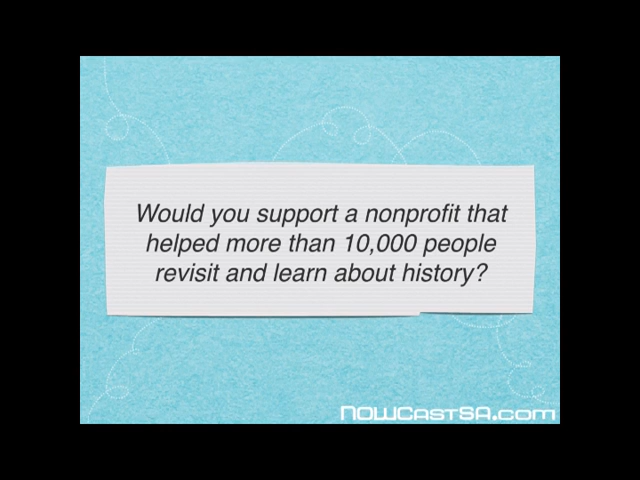 Would you support a nonprofit that
helped more than 10,000 people
revisit and learn about history?
NOWCastSA.com